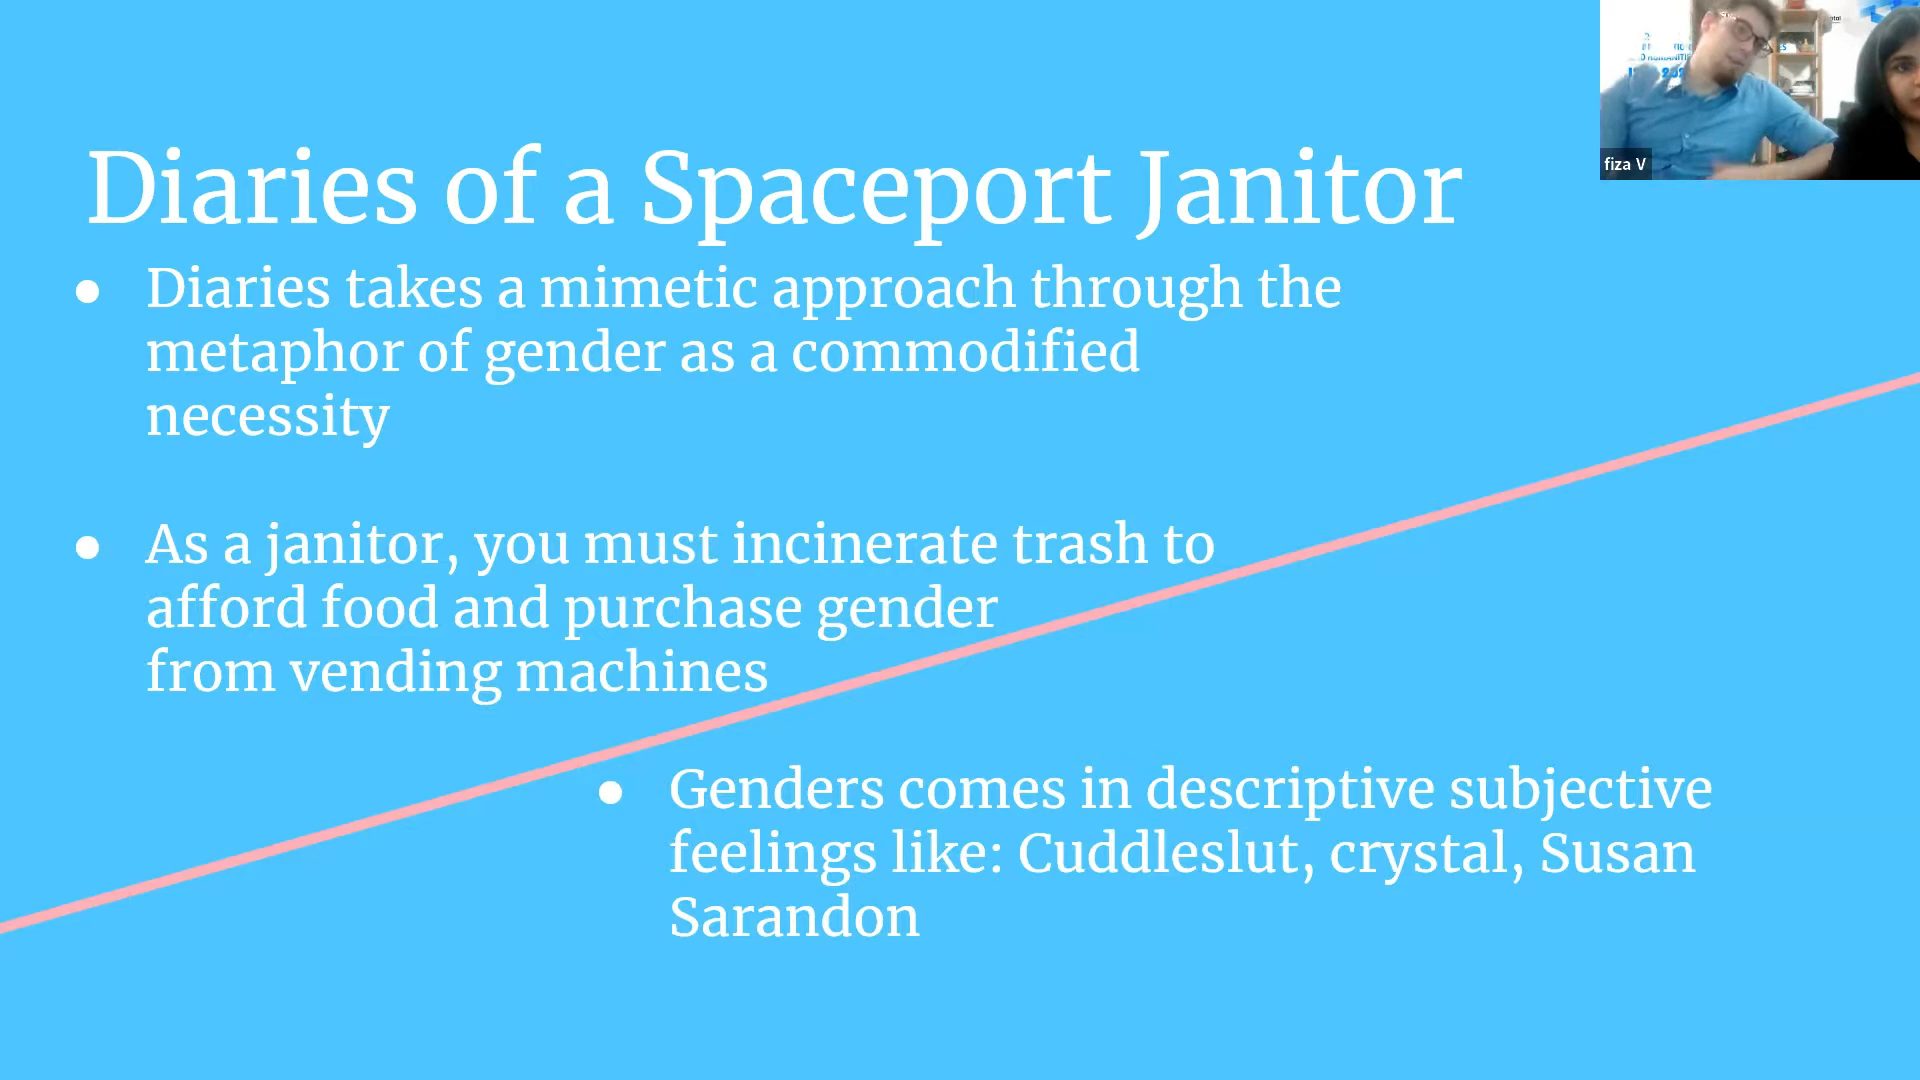 Diaries of a Spaceport Janitor
Diaries takes a mimetic approach through the
metaphor of gender as a commodified
necessity
As a janitor, you must incinerate trash to
afford food and purchase gender
from vending machines
Genders comes in descriptive subjective
feelings like: Cuddleslut, crystal, Susan
Sarandon
fiza V